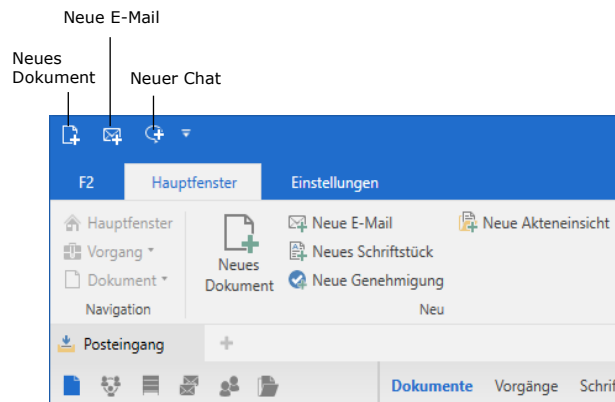 Neue E-Mail
Neues
Dokument
Neuer Chat
F2 Hauptfenster Einstellungen
Hauptfenster
Vorgang
Dokument
Navigation
Neues
Dokument
Neue E-Mail
Neues Schriftstück
Neue Genehmigung
Neue Akteneinsicht
Neu
Posteingang
Dokumente Vorgänge Schrif